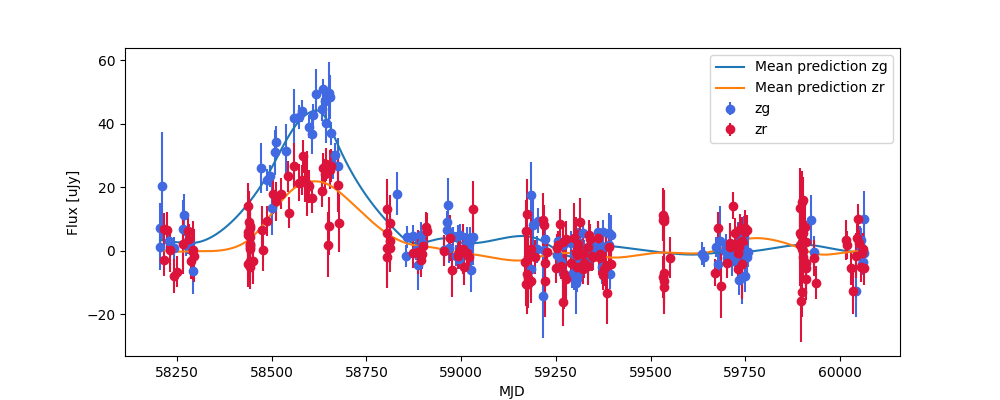 60
40
20
0
−20
Flux [uJy]
58250 58500 58750 59000 59250 59500 59750 60000
MJD
Mean prediction zg
Mean prediction zr
zg
zr